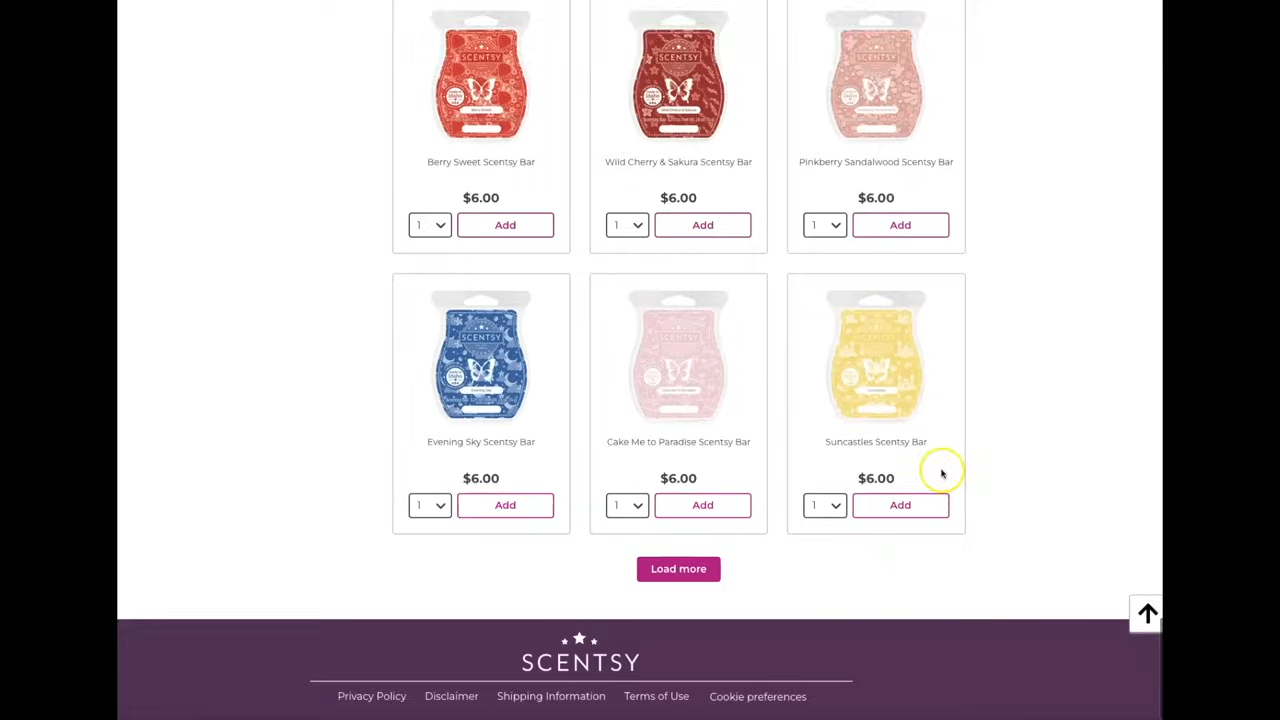 SCENTSY
SCENTSY
SCENTSY
Berry Sweet Scentsy Bar
Wild Cherry & Sakura Scentsy Bar
Pinkberry Sandalwood Scentsy Bar
$6.00
$6.00
$6.00
1
Add
1
Add
1
Add
SCENTSY
SCENTSY
SCENTSY
Evening Sky Scentsy Bar
Cake Me to Paradise Scentsy Bar
Suncastles Scentsy Bar
$6.00
$6.00
$6.00
1
Add
1
Add
1
Add
Load more
SCENTSY
Privacy Policy
Disclaimer
Shipping Information
Terms of Use
Cookie preferences